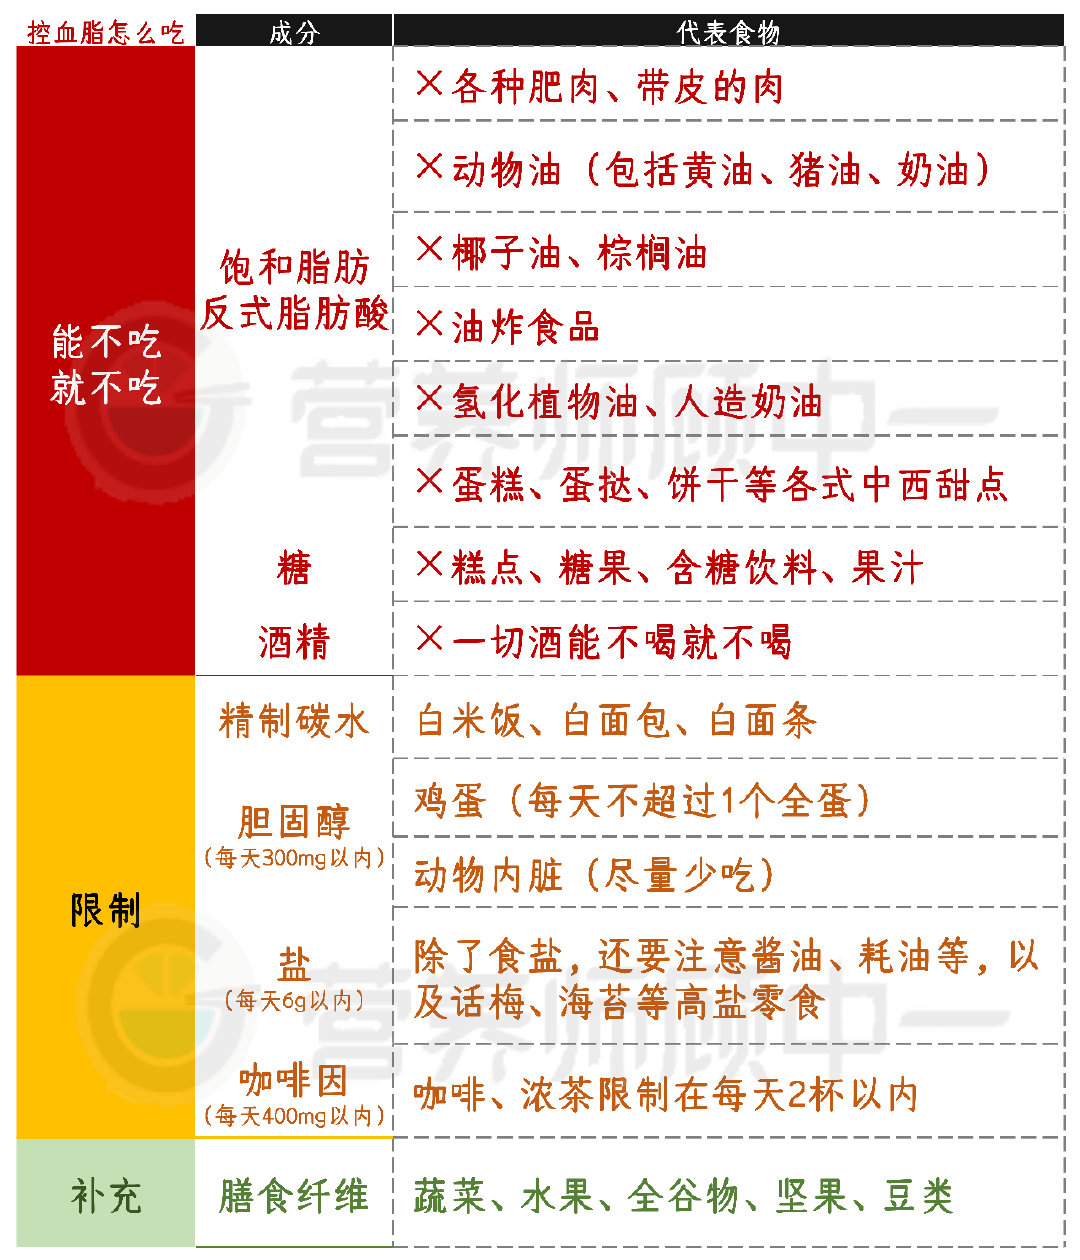 控血脂怎么吃 成分 代表食物
能不吃
就不吃
饱和脂肪
反式脂肪酸
×各种肥肉、带皮的肉
×动物油（包括黄油、猪油、奶油）
×椰子油、棕榈油
×油炸食品
×氢化植物油、人造奶油
×蛋糕、蛋挞、饼干等各式中西甜点
糖 ×糕点、糖果、含糖饮料、果汁
酒精 ×一切酒能不喝就不喝
限制
精制碳水 白米饭、白面包、白面条
胆固醇
（每天300mg以内）
鸡蛋（每天不超过1个全蛋）
动物内脏（尽量少吃）
盐
（每天6g以内）
除了食盐，还要注意酱油、耗油等，以
及话梅、海苔等高盐零食
咖啡因
（每天400mg以内）
咖啡、浓茶限制在每天2杯以内
补充 膳食纤维 蔬菜、水果、全谷物、坚果、豆类
营养师顾中一
营养师顾中一